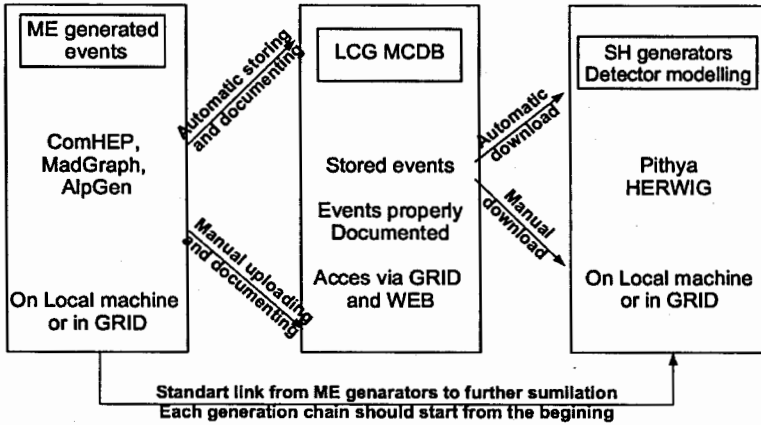 ME generated
events
ComHEP,
MadGraph,
AlpGen
On Local machine
or in GRID
Automatic storing
and documenting
Manual uploading
and documenting
LCG MCDB
Stored events
Events properly
Documented
Acces via GRID
and WEB
Automatic
download
Manual
download
SH generators
Detector modelling
Pithya
HERWIG
On Local machine
or in GRID
Standart link from ME genarators to further sumilation
Each generation chain should start from the begining